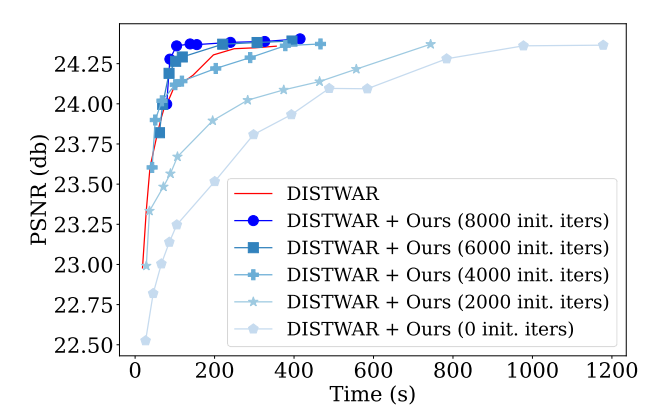 24.25
24.00
23.75
23.50
23.25
23.00
22.75
22.50
PSNR (db)
DISTWAR
DISTWAR + Ours (8000 init. iters)
DISTWAR + Ours (6000 init. iters)
DISTWAR + Ours (4000 init. iters)
DISTWAR + Ours (2000 init. iters)
DISTWAR + Ours (0 init. iters)
0 200 400 600 800 1000 1200
Time (s)